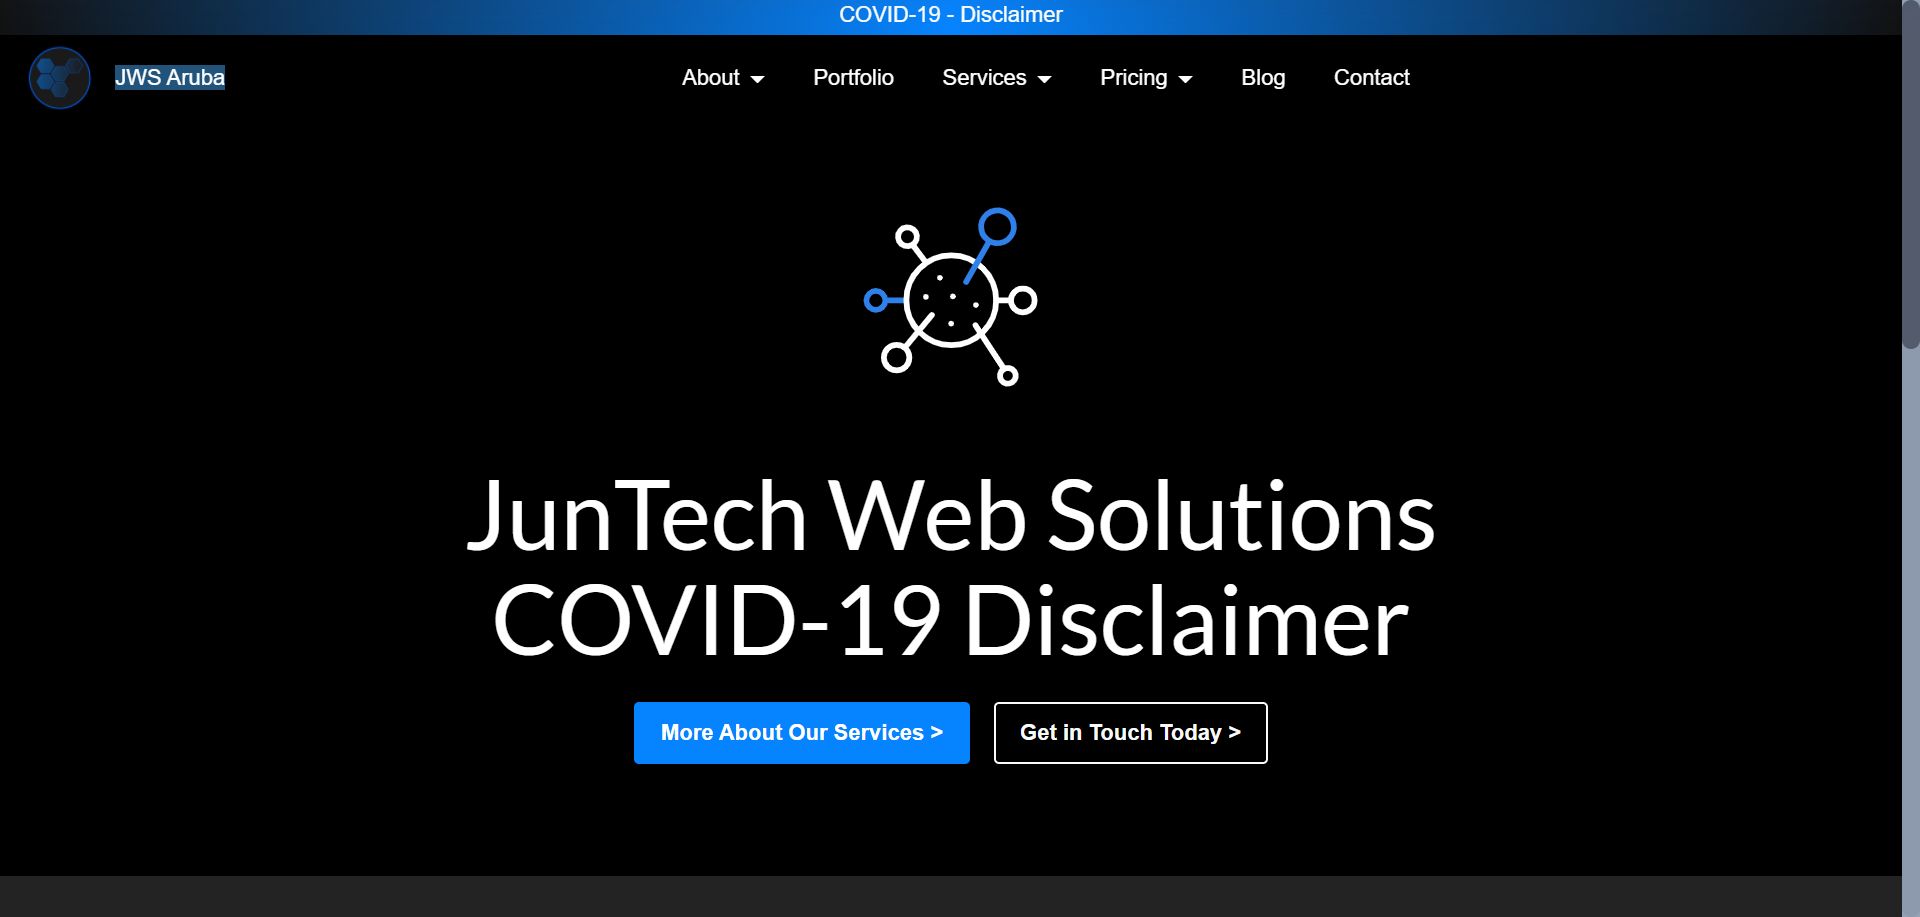 COVID-19 - Disclaimer
JWS Aruba
About
Portfolio
Services
Pricing
Blog
Contact
JunTech Web Solutions
COVID-19 Disclaimer
More About Our Services >
Get in Touch Today >